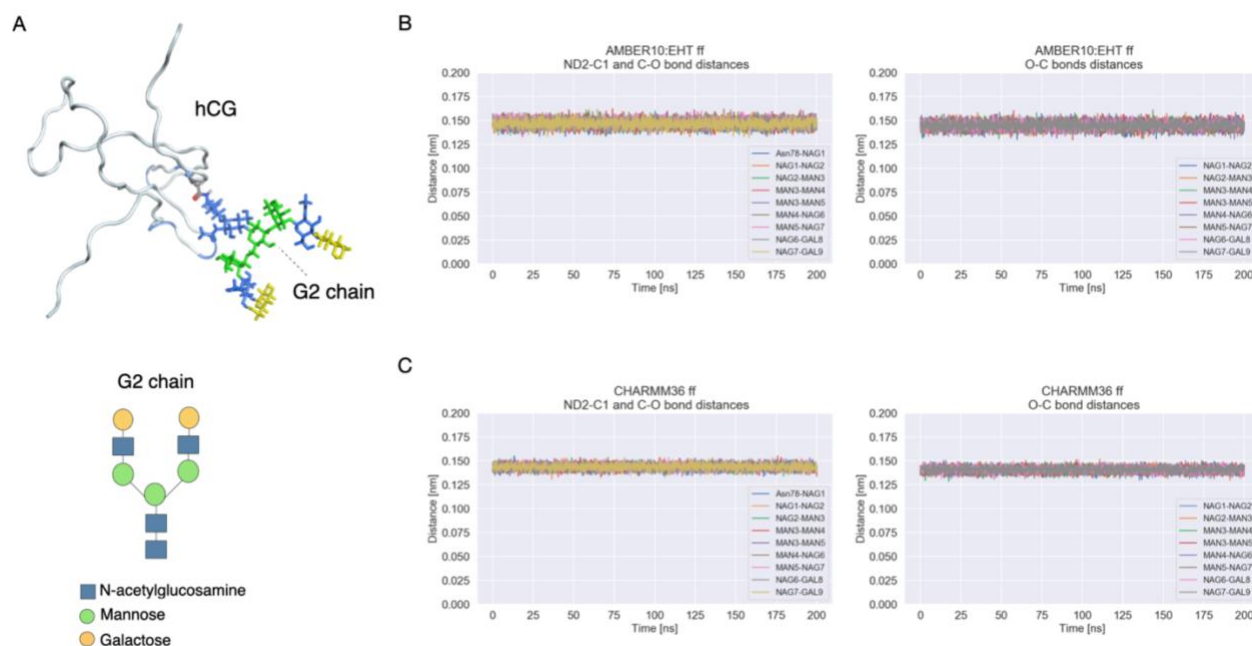 A
hCG
G2 chain
G2 chain
N-acetylglucosamine
Mannose
Galactose
B
AMBER10:EHT ff
ND2-C1 and C-O bond distances
Distance [nm]
0.200
0.175
0.150
0.125
0.100
0.075
0.050
0.025
0.000
Asn78-NAG1
NAG1-NAG2
NAG2-MAN3
MAN3-MAN4
MAN3-MAN5
MAN4-NAG6
MAN5-NAG7
NAG6-GAL8
NAG7-GAL9
0 25 50 75 100 125 150 175 200
Time [ns]
AMBER10:EHT ff
O-C bonds distances
Distance [nm]
0.200
0.175
0.150
0.125
0.100
0.075
0.050
0.025
0.000
NAG1-NAG2
NAG2-MAN3
MAN3-MAN4
MAN3-MAN5
MAN4-NAG6
MAN5-NAG7
NAG6-GAL8
NAG7-GAL9
0 25 50 75 100 125 150 175 200
Time [ns]
C
CHARMM36 ff
ND2-C1 and C-O bond distances
Distance [nm]
0.200
0.175
0.150
0.125
0.100
0.075
0.050
0.025
0.000
Asn78-NAG1
NAG1-NAG2
NAG2-MAN3
MAN3-MAN4
MAN3-MAN5
MAN4-NAG6
MAN5-NAG7
NAG6-GAL8
NAG7-GAL9
0 25 50 75 100 125 150 175 200
Time [ns]
CHARMM36 ff
O-C bond distances
Distance [nm]
0.200
0.175
0.150
0.125
0.100
0.075
0.050
0.025
0.000
NAG1-NAG2
NAG2-MAN3
MAN3-MAN4
MAN3-MAN5
MAN4-NAG6
MAN5-NAG7
NAG6-GAL8
NAG7-GAL9
0 25 50 75 100 125 150 175 200
Time [ns]